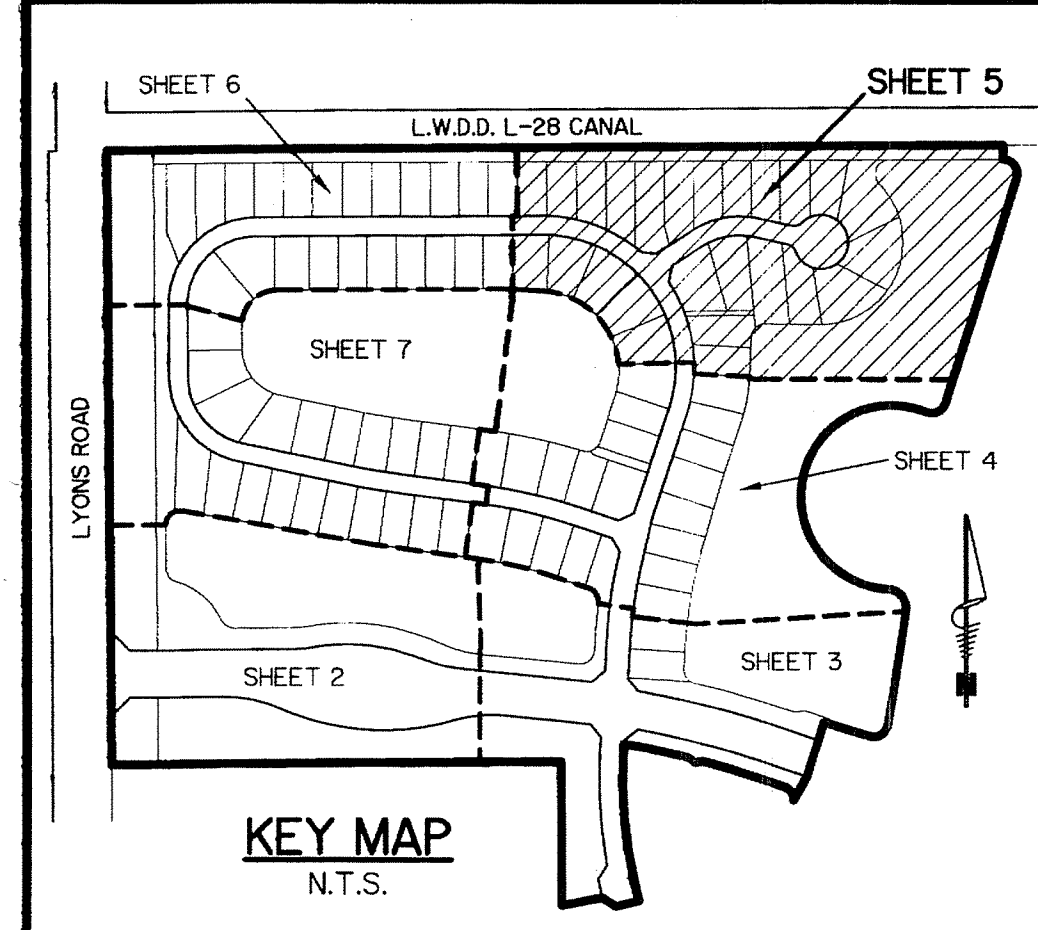 SHEET 6
SHEET 5
L.W.D.D. L-28 CANAL
SHEET 7
LYONS ROAD
SHEET 4
SHEET 3
SHEET 2
KEY MAP
N.T.S.